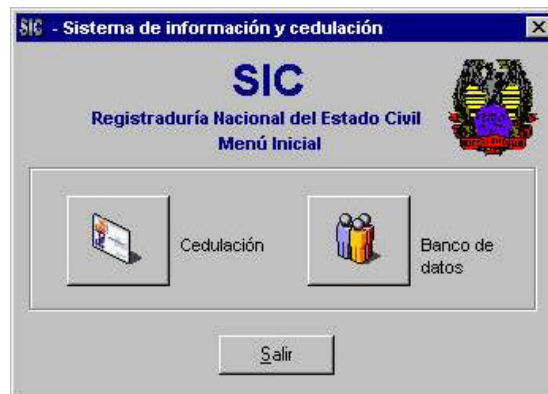 SIC - Sistema de información y cedulación
SIC
Registraduría Nacional del Estado Civil
Menú Inicial
Cedulación
Banco de
datos
Salir